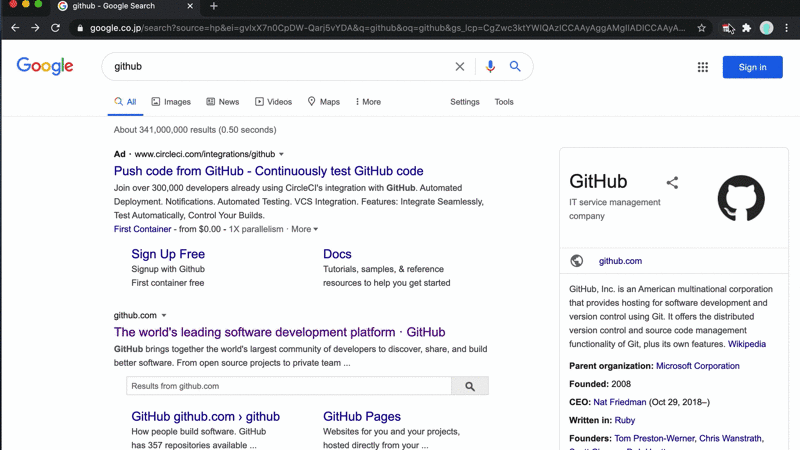 github - Google Search
google.co.jp/search?source=hp&ei=gvIxX7n0CpDW-Qarj5vYDA&q=github&oq=github&gs_lcp=CgZwc3ktYWIQAzICCAAyAggAMgIIADICCAAyA...
Google
github
Sign in
All
Images
News
Videos
Maps
More
Settings
Tools
About 341,000,000 results (0.50 seconds)
Ad · www.circleci.com/integrations/github
Push code from GitHub - Continuously test GitHub code
Join over 300,000 developers already using CircleCI's integration with GitHub. Automated
Deployment. Notifications. Automated Testing. VCS Integration. Features: Integrate Seamlessly,
Test Automatically, Control Your Builds.
First Container - from $0.00 - 1X parallelism · More
Sign Up Free
Signup with Github
First container free
Docs
Tutorials, samples, & reference
resources to help you get started
github.com
The world's leading software development platform · GitHub
GitHub brings together the world's largest community of developers to discover, share, and build
better software. From open source projects to private team ...
Results from github.com
GitHub github.com › github
How people build software. GitHub
has 357 repositories available ...
GitHub Pages
Websites for you and your projects,
hosted directly from your ...
GitHub
IT service management
company
github.com
GitHub, Inc. is an American multinational corporation
that provides hosting for software development and
version control using Git. It offers the distributed
version control and source code management
functionality of Git, plus its own features. Wikipedia
Parent organization: Microsoft Corporation
Founded: 2008
CEO: Nat Friedman (Oct 29, 2018–)
Written in: Ruby
Founders: Tom Preston-Werner, Chris Wanstrath,